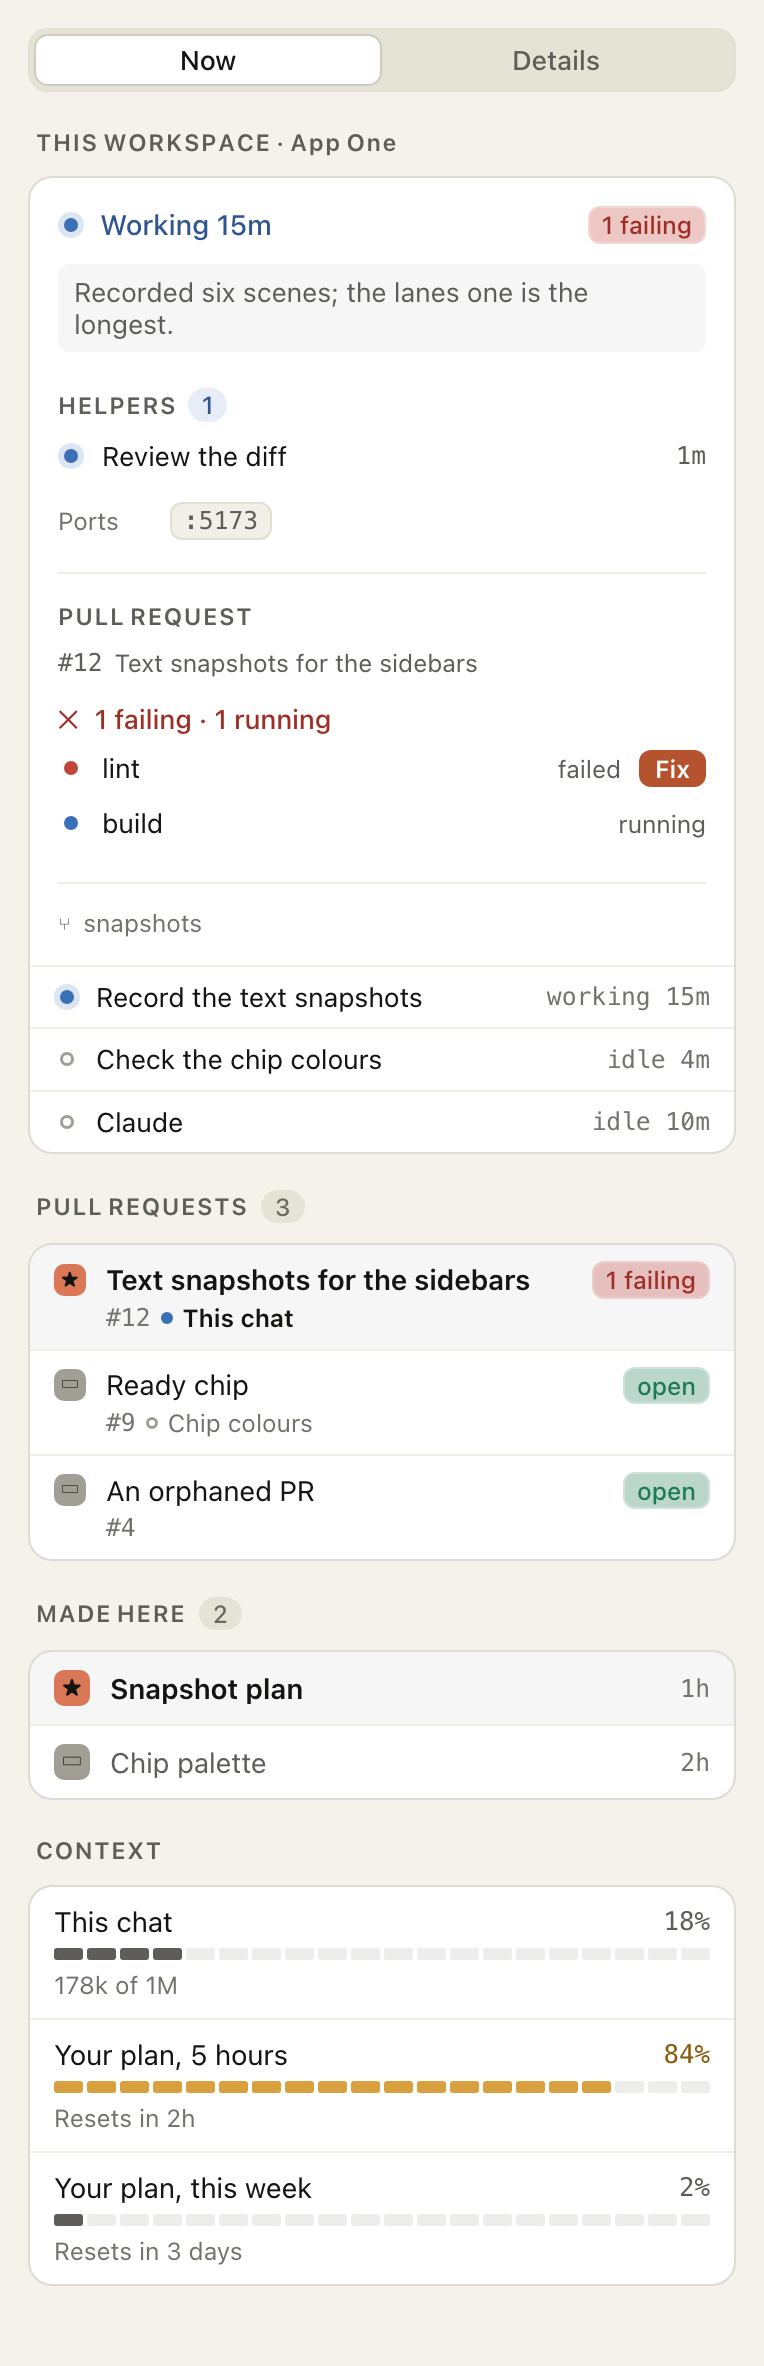 Now
Details
THIS WORKSPACE · App One
Working 15m
1 failing
Recorded six scenes; the lanes one is the
longest.
HELPERS 1
Review the diff
1m
Ports
:5173
PULL REQUEST
#12 Text snapshots for the sidebars
1 failing · 1 running
lint
failed
Fix
build
running
snapshots
Record the text snapshots
working 15m
Check the chip colours
idle 4m
Claude
idle 10m
PULL REQUESTS 3
Text snapshots for the sidebars
1 failing
#12 This chat
Ready chip
open
#9 Chip colours
An orphaned PR
open
#4
MADE HERE 2
Snapshot plan
1h
Chip palette
2h
CONTEXT
This chat
18%
178k of 1M
Your plan, 5 hours
84%
Resets in 2h
Your plan, this week
2%
Resets in 3 days